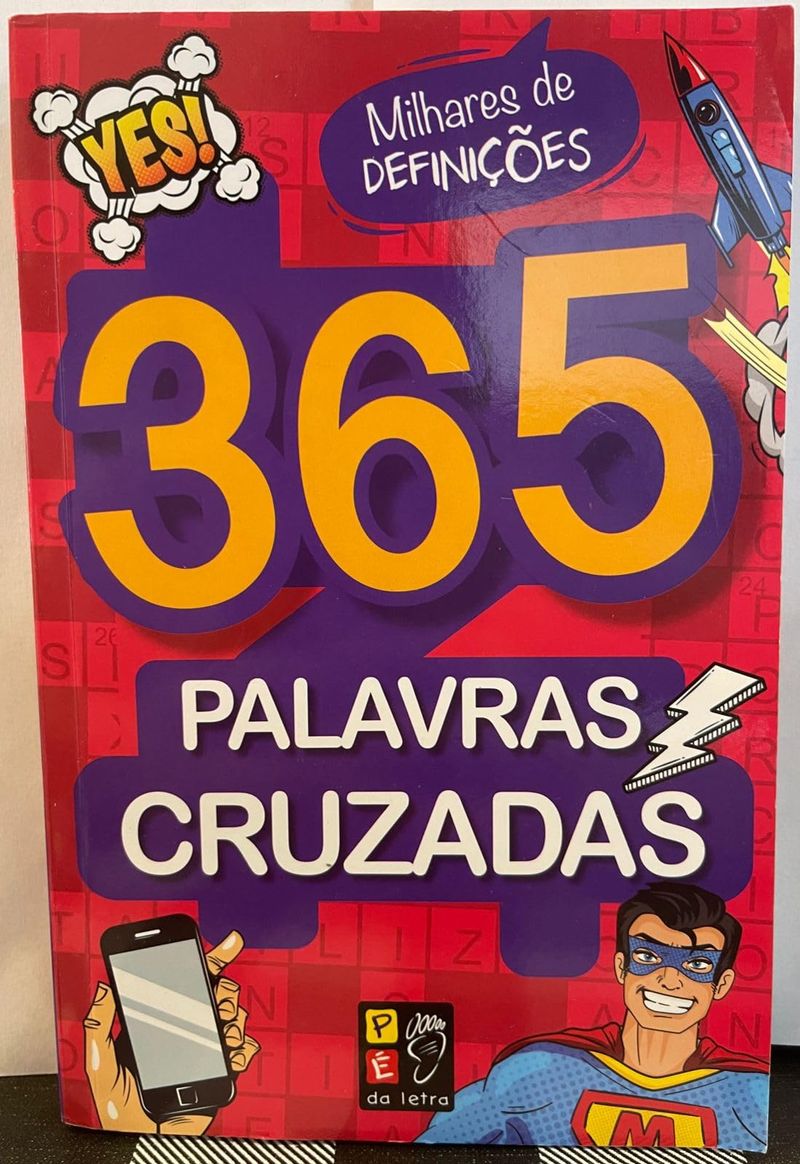 YES!
Milhares de
DEFINIÇÕES
365
PALAVRAS
CRUZADAS
P
É
da letra
M